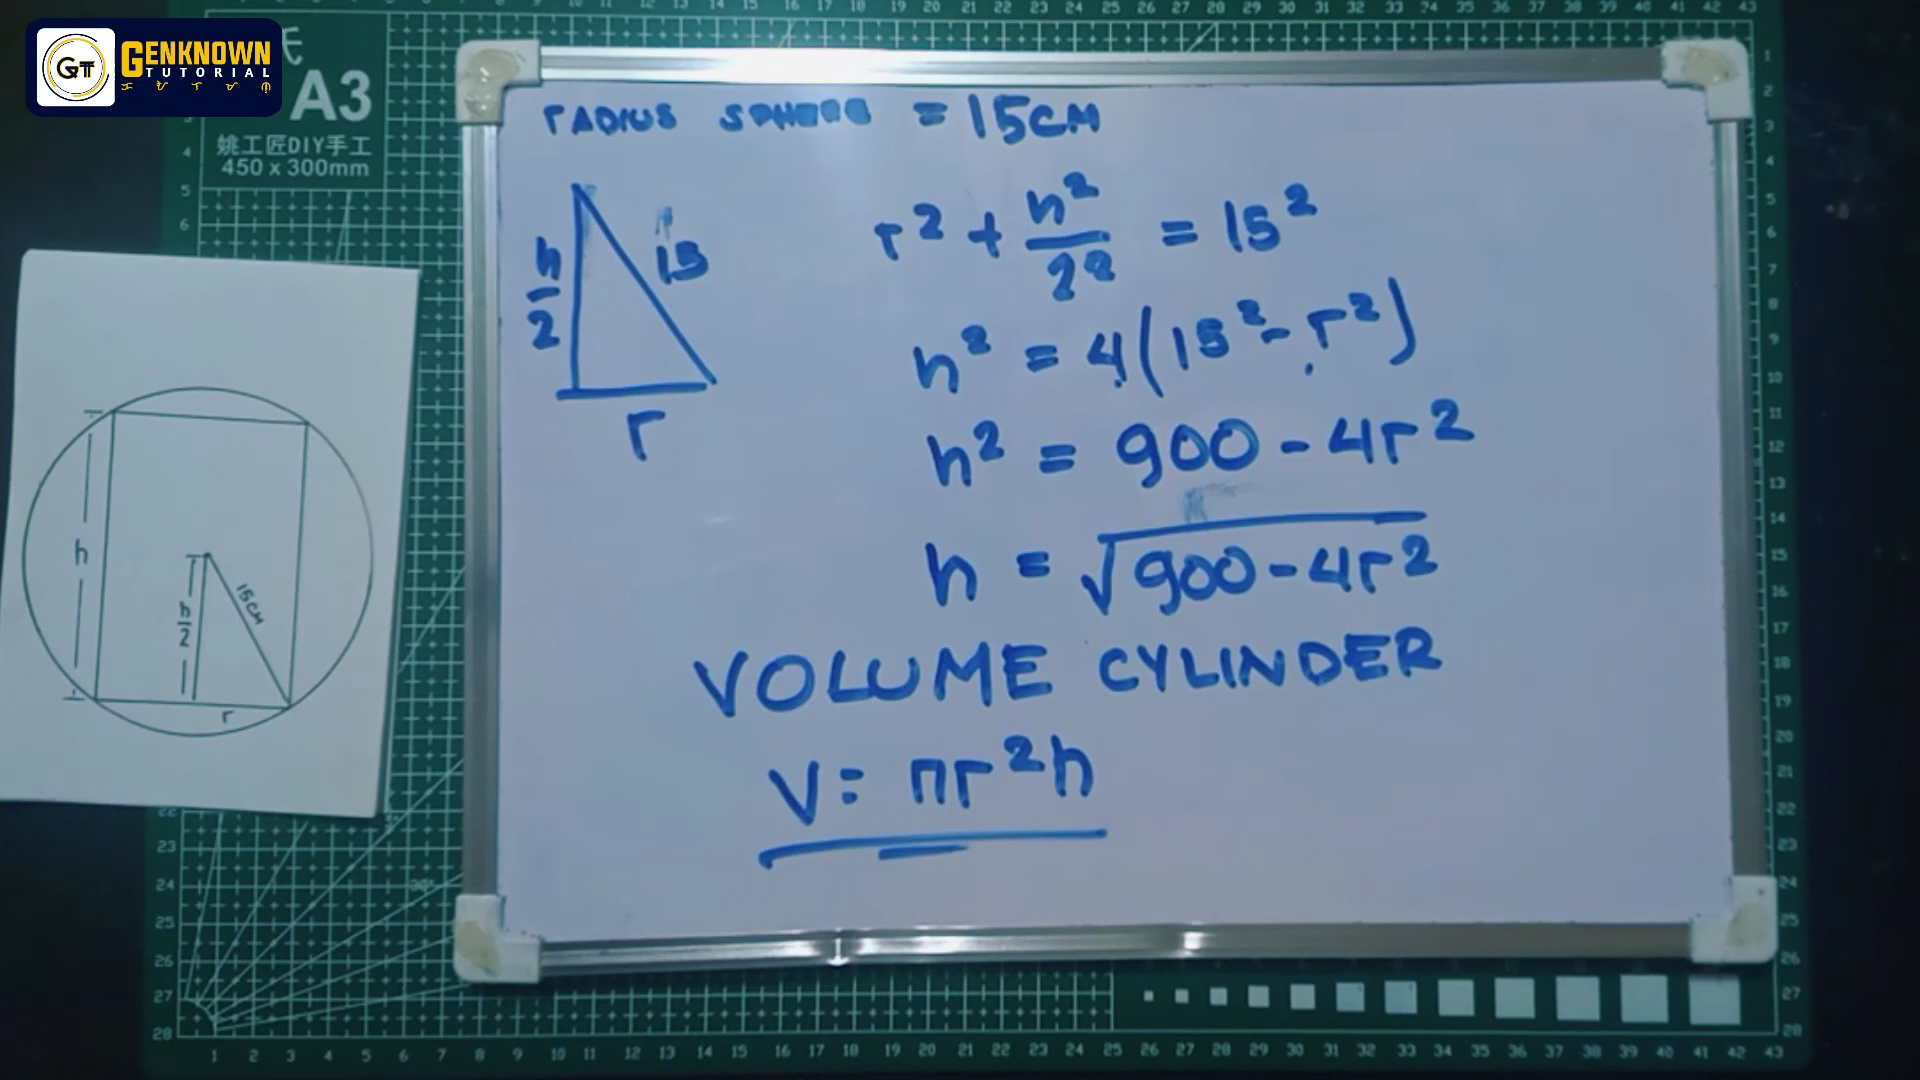 GT GENKNOWN
TUTORIAL
A3
姚工匠DIY手工
450 x 300mm
RADIUS SPHERE = 15CM
h/2
15
r
r² + h²/2² = 15²
h² = 4(15² - r²)
h² = 900 - 4r²
h = √900-4r²
VOLUME CYLINDER
V = πr²h
h
h/2
15CM
r